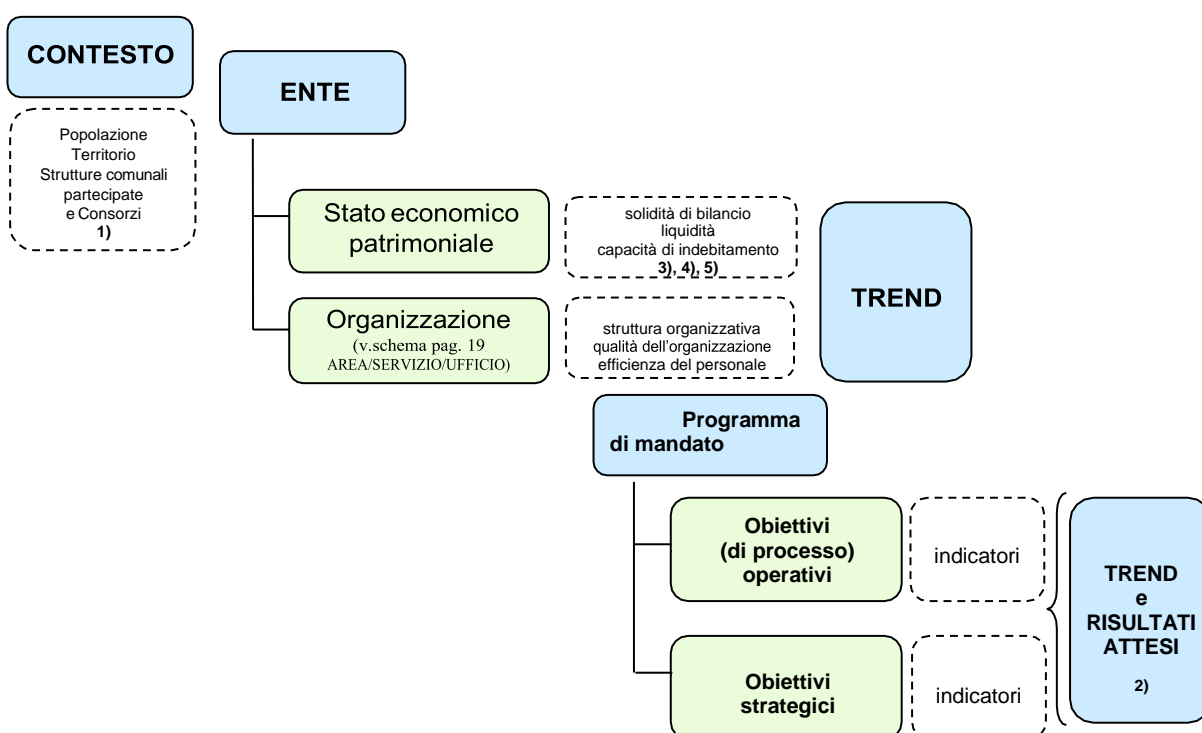 CONTESTO
Popolazione
Territorio
Strutture comunali
partecipate
e Consorzi
1)
ENTE
Stato economico
patrimoniale
solidità di bilancio
liquidità
capacità di indebitamento
3), 4), 5)
Organizzazione
(v.schema pag. 19
AREA/SERVIZIO/UFFICIO)
struttura organizzativa
qualità dell'organizzazione
efficienza del personale
TREND
Programma
di mandato
Obiettivi
(di processo)
operativi
indicatori
Obiettivi
strategici
indicatori
TREND
e
RISULTATI
ATTESI
2)